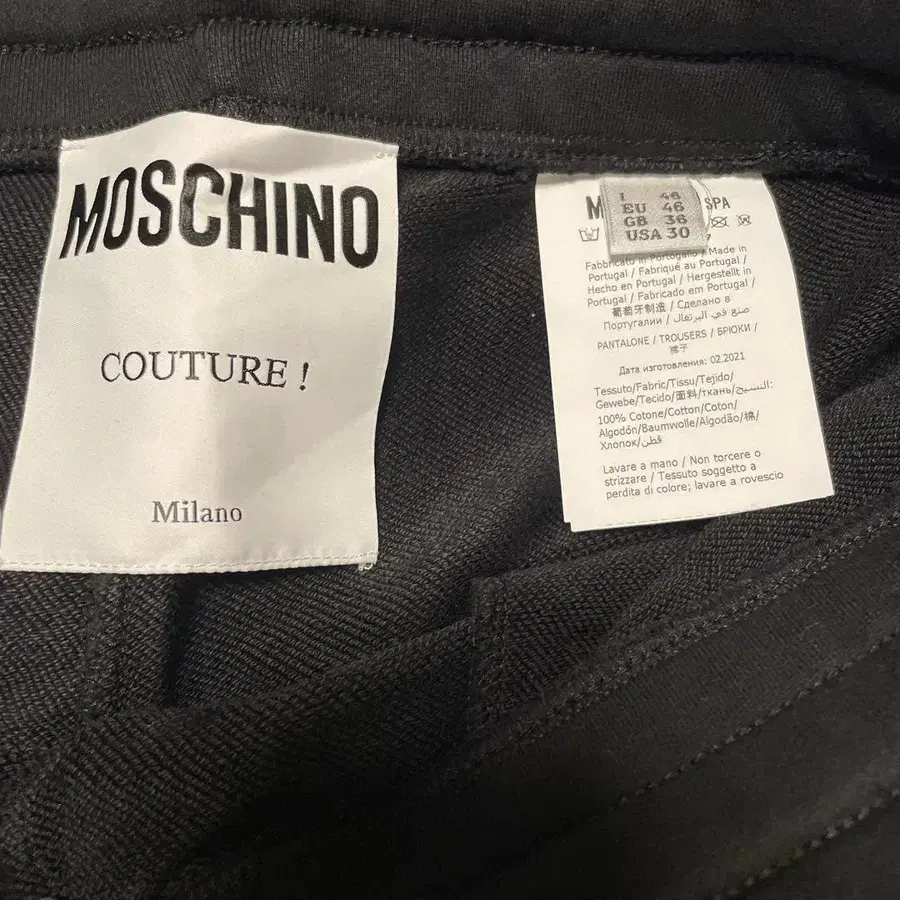 MOSCHINO
COUTURE !
Milano
I 46
EU 46
GB 36
USA 30
M SPA
Fabbricato in Portogallo / Made in
Portugal / Fabriqué au Portugal /
Hecho en Portugal / Hergestellt in
Portugal / Fabricado em Portugal /
葡萄牙制造 / Сделано в
Португалии / صنع في البرتغال
PANTALONE / TROUSERS / БРЮКИ /
裤子
Дата изготовления: 02.2021
Tessuto/Fabric/Tissu/Tejido/
Gewebe/Tecido/面料/ткань/النسيج:
100% Cotone/Cotton/Coton/
Algodón/Baumwolle/Algodão/棉/
Хлопок/قطن
Lavare a mano / Non torcere o
strizzare / Tessuto soggetto a
perdita di colore; lavare a rovescio